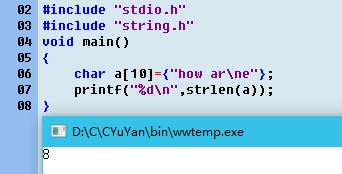 02 #include "stdio.h"
03 #include "string.h"
04 void main()
05 {
06 char a[10]={"how ar\ne"};
07 printf("%d\n",strlen(a));
08 }
D:\C\CYuYan\bin\wwtemp.exe
8